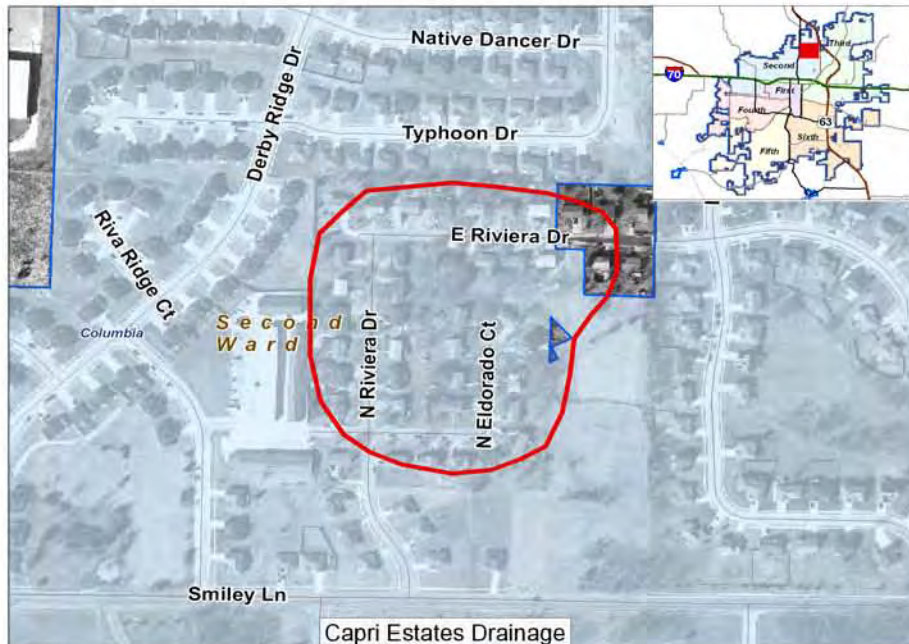 Native Dancer Dr
Derby Ridge Dr
Typhoon Dr
Riva Ridge Ct
E Riviera Dr
Columbia
Second
Ward
N Riviera Dr
N Eldorado Ct
Smiley Ln
Capri Estates Drainage
Third
Second
70
First
Fourth
63
Sixth
Fifth